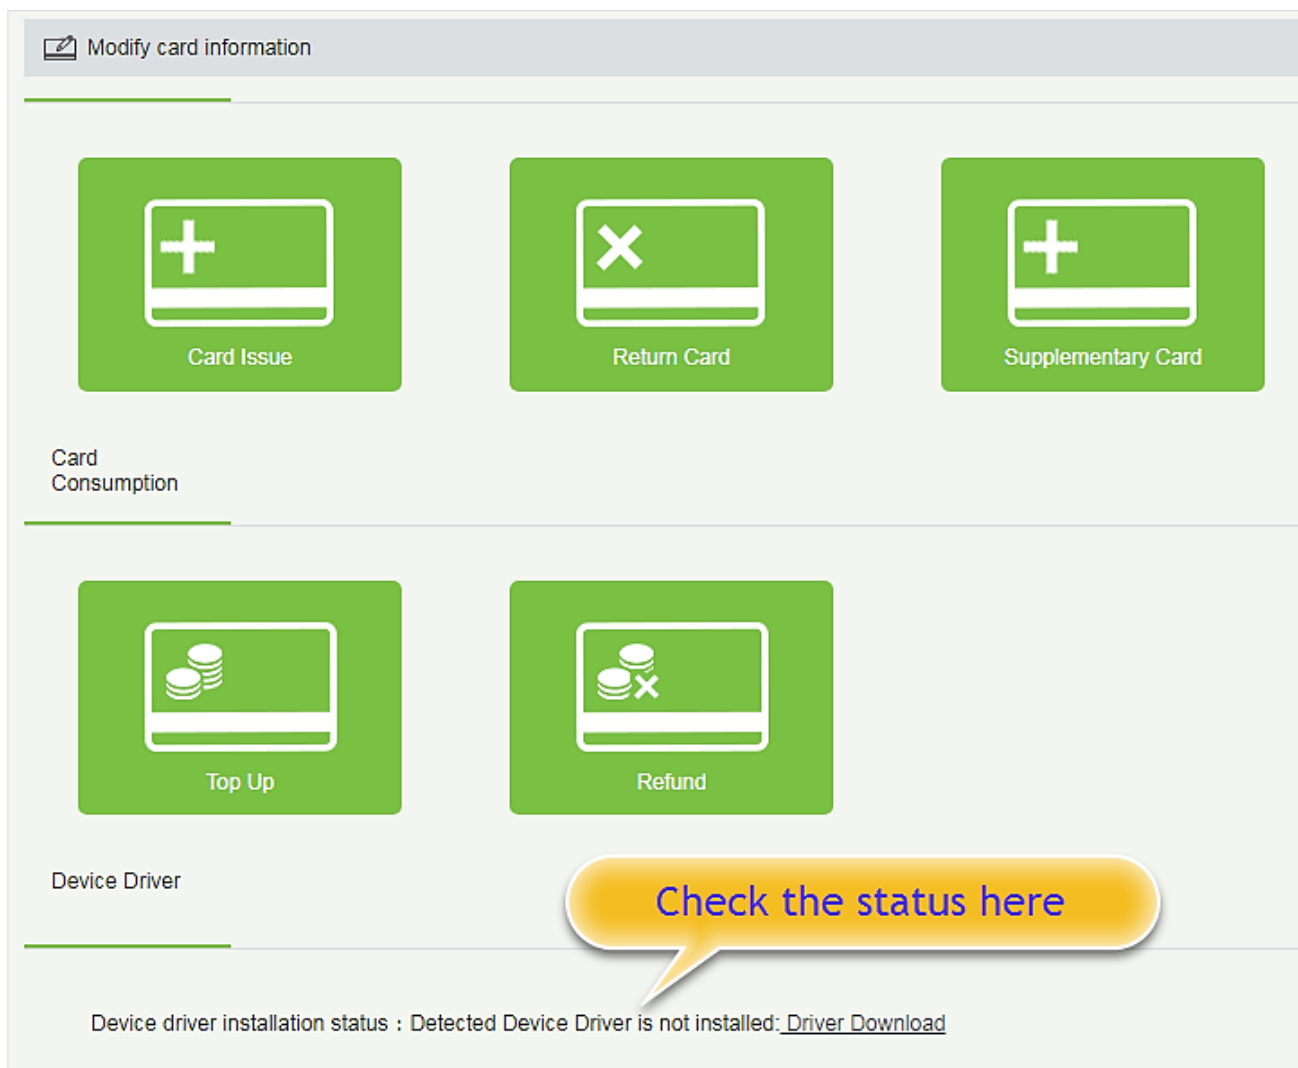 Modify card information
Card Issue
Return Card
Supplementary Card
Card
Consumption
Top Up
Refund
Device Driver
Check the status here
Device driver installation status : Detected Device Driver is not installed: Driver Download